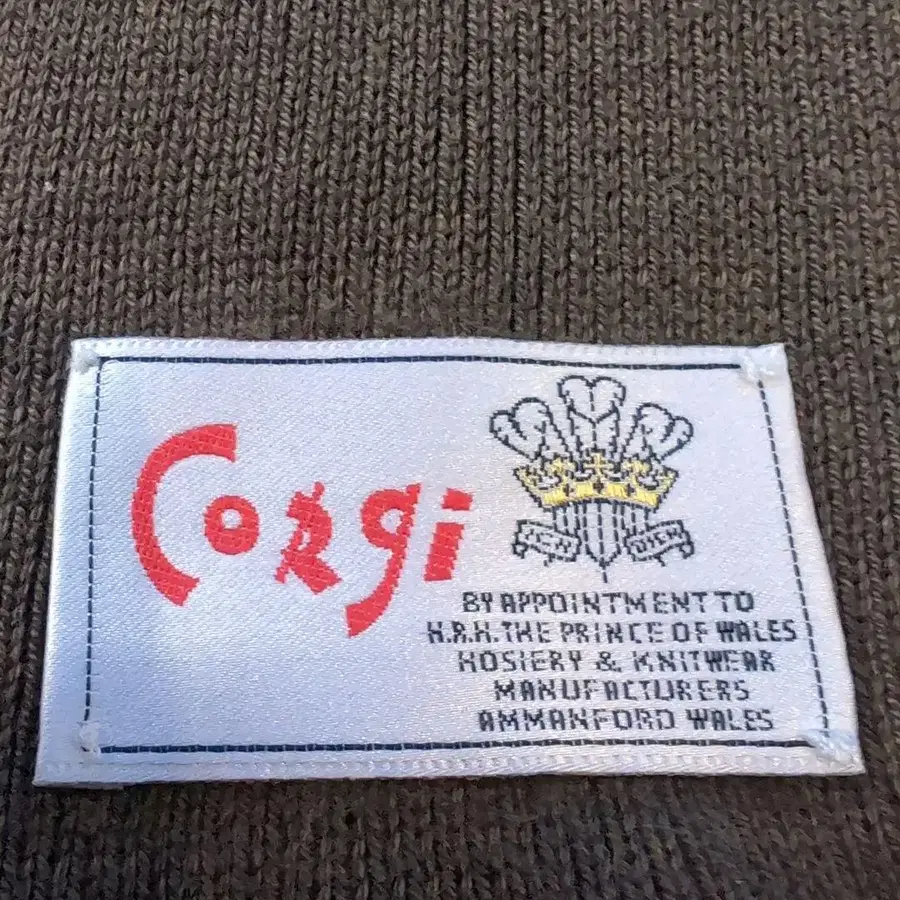 Corgi
ICH DIEN
BY APPOINTMENT TO
H.R.H. THE PRINCE OF WALES
HOSIERY & KNITWEAR
MANUFACTURERS
AMMANFORD WALES